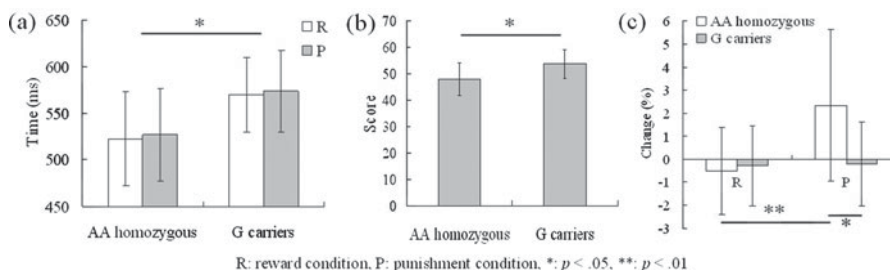 (a)
Time (ms)
650
600
550
500
450
*
R
P
AA homozygous
G carriers
(b)
Score
70
60
50
40
30
20
10
0
*
AA homozygous
G carriers
(c)
Change (%)
6
5
4
3
2
1
0
-1
-2
-3
AA homozygous
G carriers
R
P
**
*
R: reward condition, P: punishment condition, *: p < .05, **: p < .01